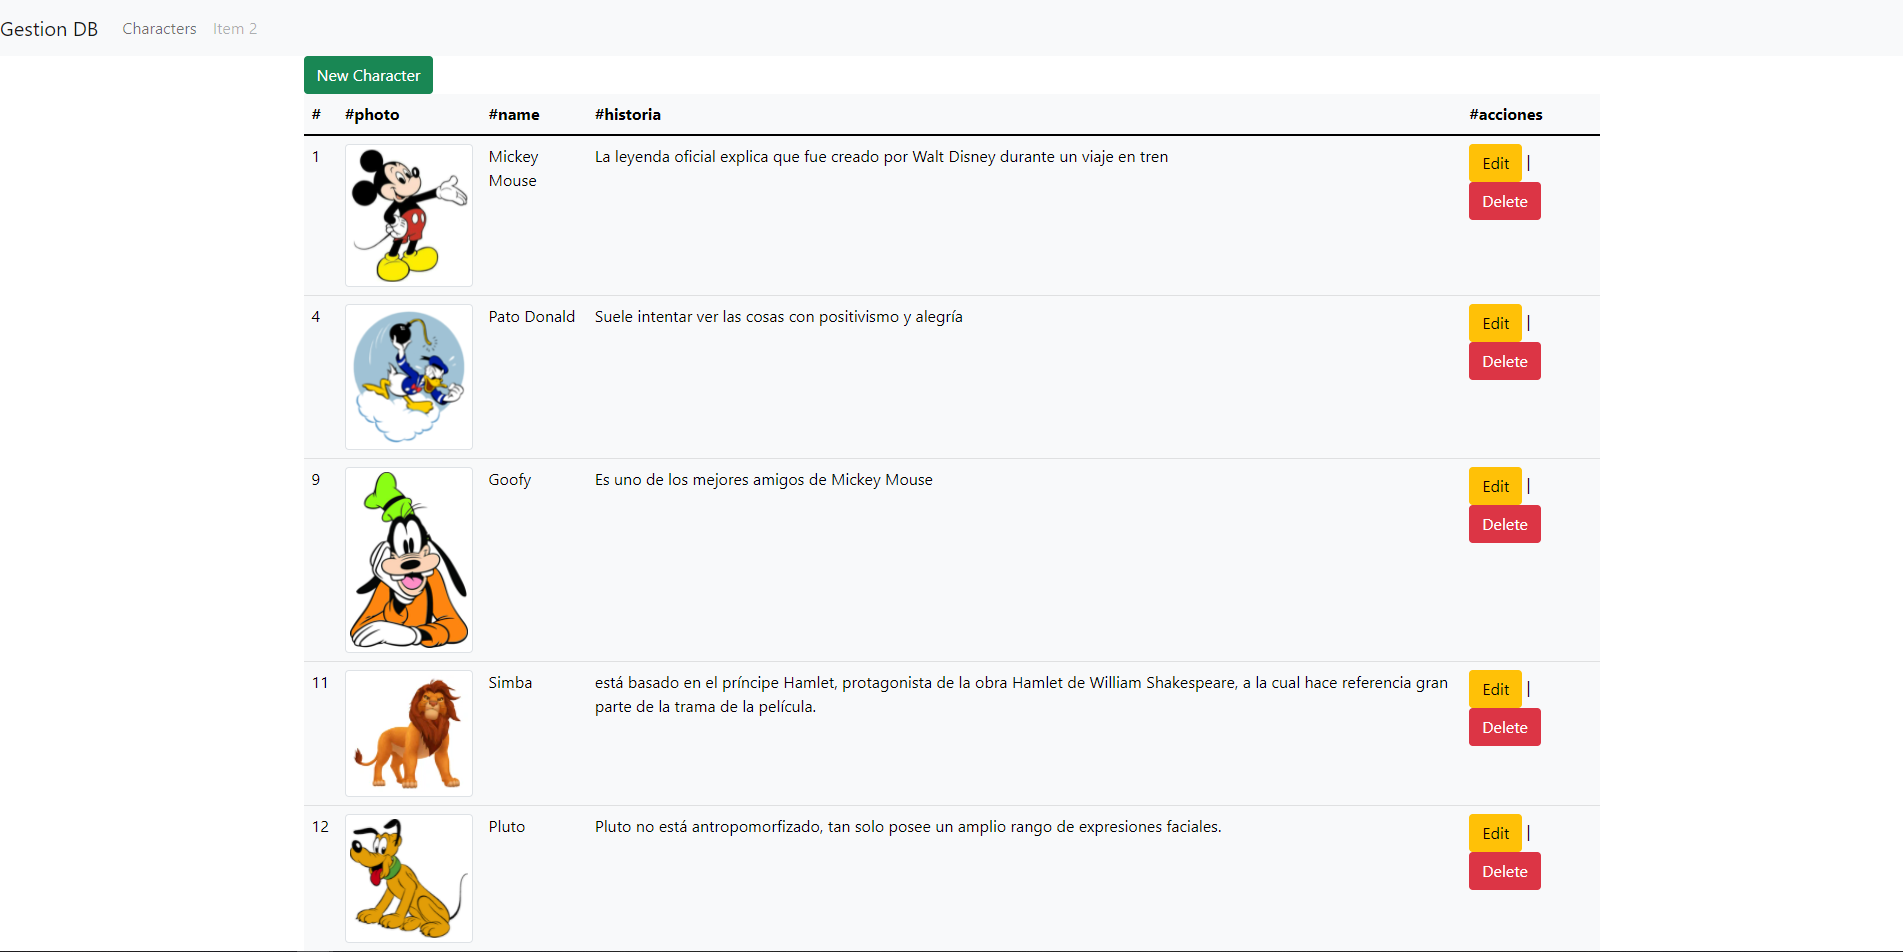 Gestion DB Characters Item 2
New Character
# #photo #name #historia #acciones
1 Mickey La leyenda oficial explica que fue creado por Walt Disney durante un viaje en tren Edit |
Mouse
Delete
4 Pato Donald Suele intentar ver las cosas con positivismo y alegría Edit |
Delete
9 Goofy Es uno de los mejores amigos de Mickey Mouse Edit |
Delete
11 Simba está basado en el príncipe Hamlet, protagonista de la obra Hamlet de William Shakespeare, a la cual hace referencia gran Edit |
parte de la trama de la película.
Delete
12 Pluto Pluto no está antropomorfizado, tan solo posee un amplio rango de expresiones faciales. Edit |
Delete